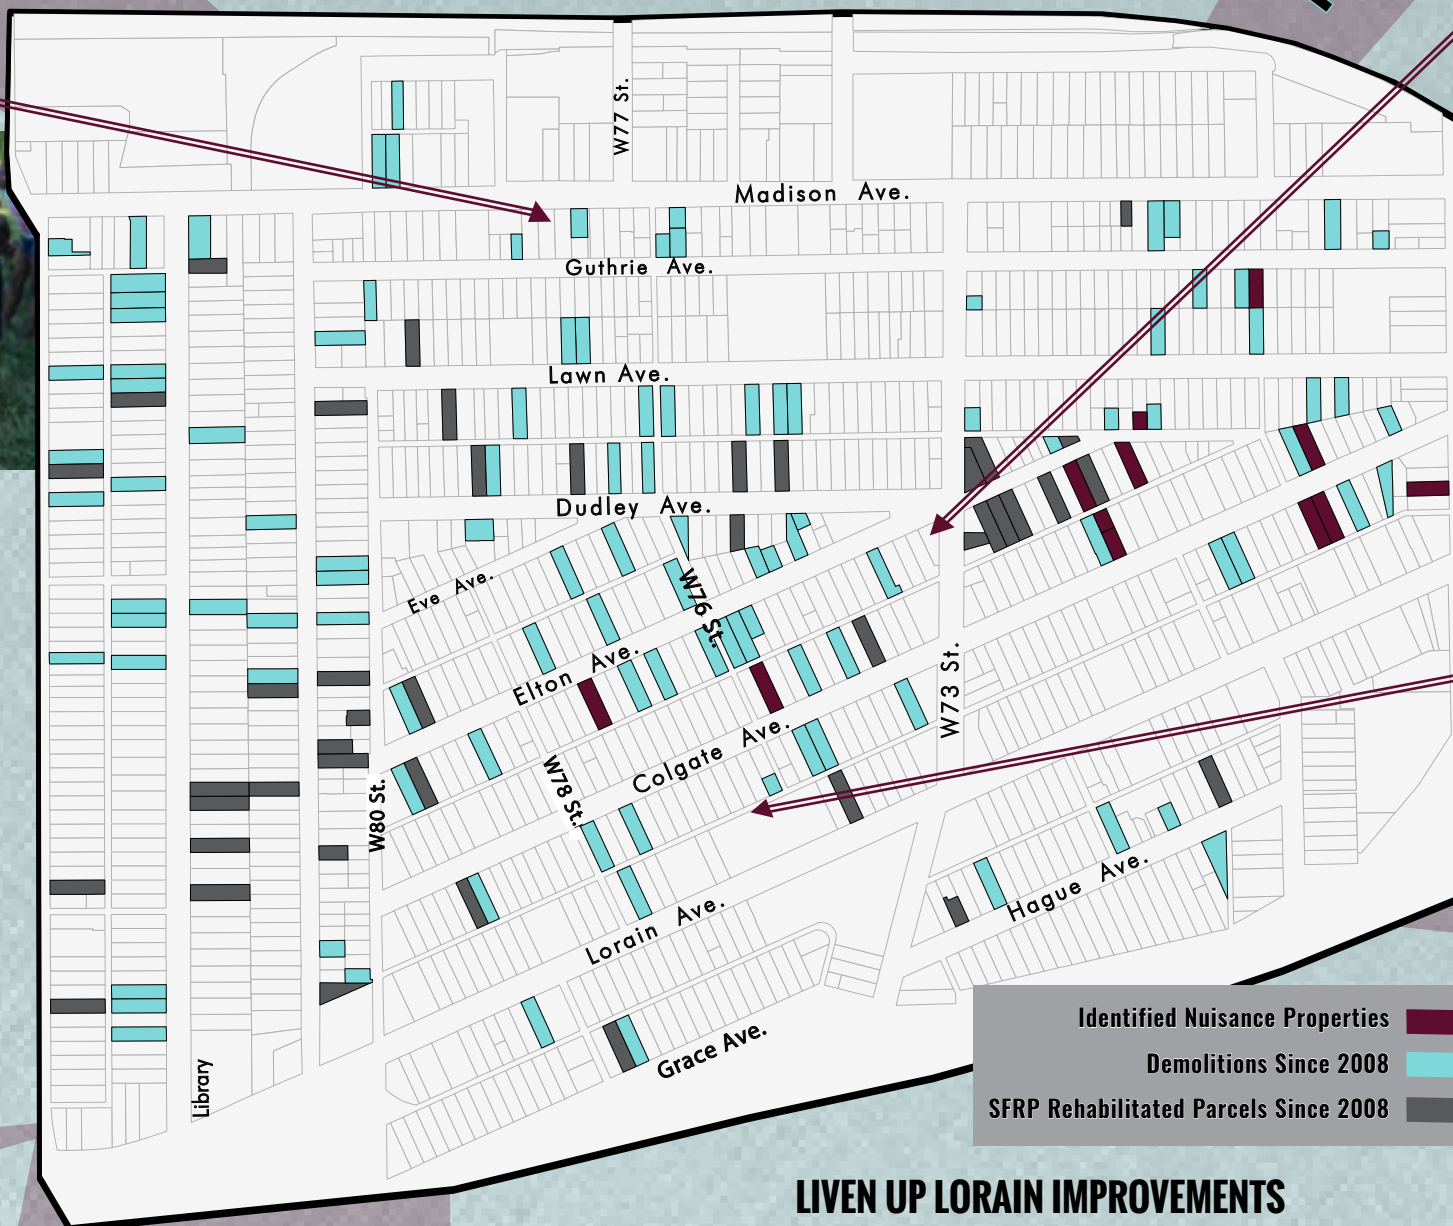 W77 St.
Madison Ave.
Guthrie Ave.
Lawn Ave.
Dudley Ave.
Eve Ave.
W76 St.
Elton Ave.
W73 St.
Colgate Ave.
W78 St.
W80 St.
Hague Ave.
Lorain Ave.
Grace Ave.
Library
Identified Nuisance Properties
Demolitions Since 2008
SFRP Rehabilitated Parcels Since 2008
LIVEN UP LORAIN IMPROVEMENTS